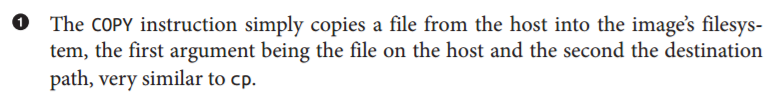 ❶ The COPY instruction simply copies a file from the host into the image’s filesys-
tem, the first argument being the file on the host and the second the destination
path, very similar to cp.